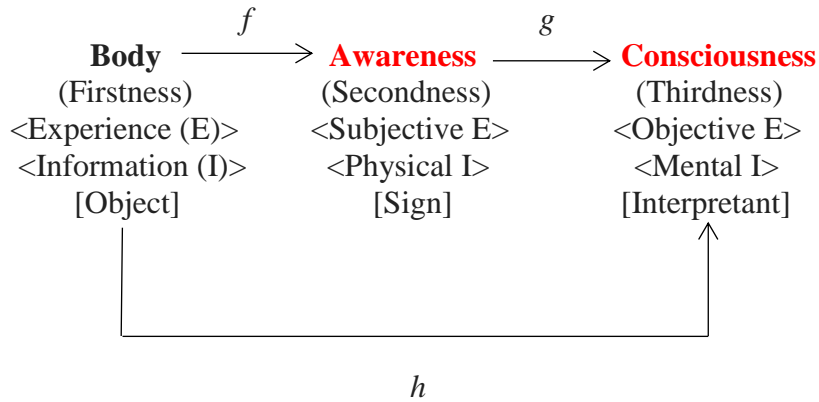 f g
Body Awareness Consciousness
(Firstness) (Secondness) (Thirdness)
<Experience (E)> <Subjective E> <Objective E>
<Information (I)> <Physical I> <Mental I>
[Object] [Sign] [Interpretant]
h